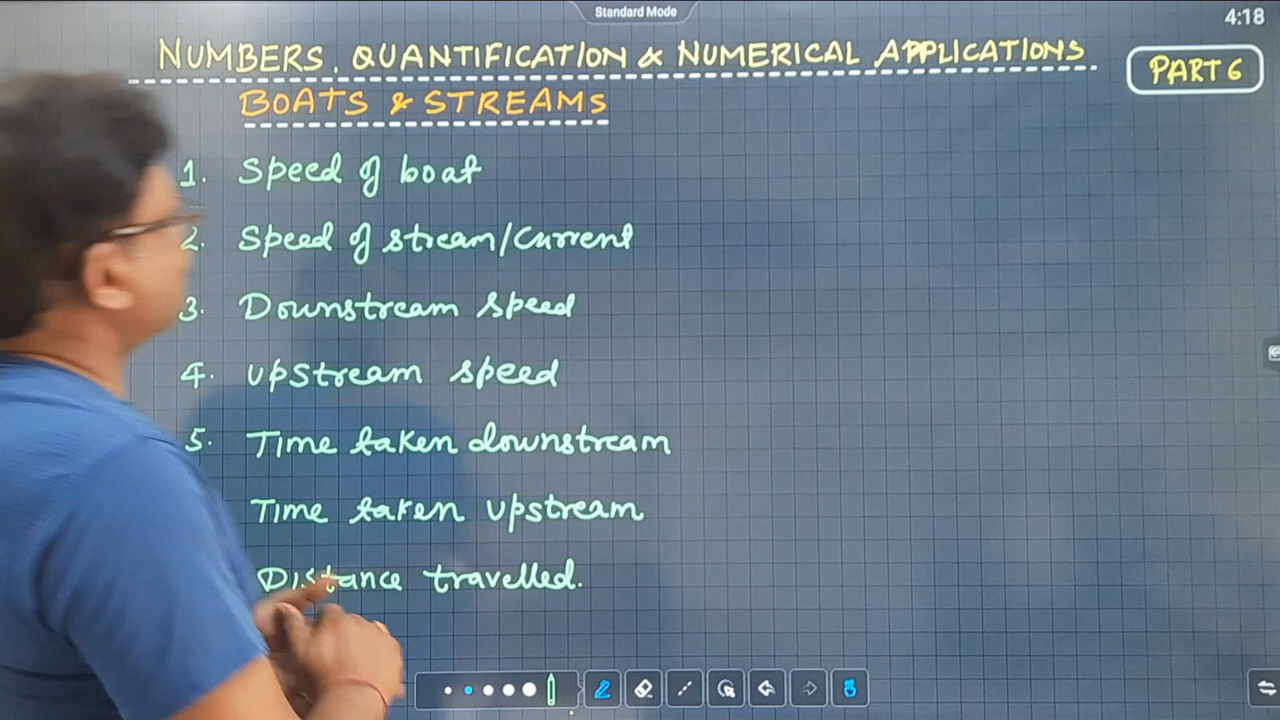 Standard Mode
4:18
NUMBERS, QUANTIFICATION & NUMERICAL APPLICATIONS
PART 6
BOATS & STREAMS
1. Speed of boat
2. Speed of stream/current
3. Downstream speed
4. Upstream speed
5. Time taken downstream
Time taken upstream
Distance travelled.